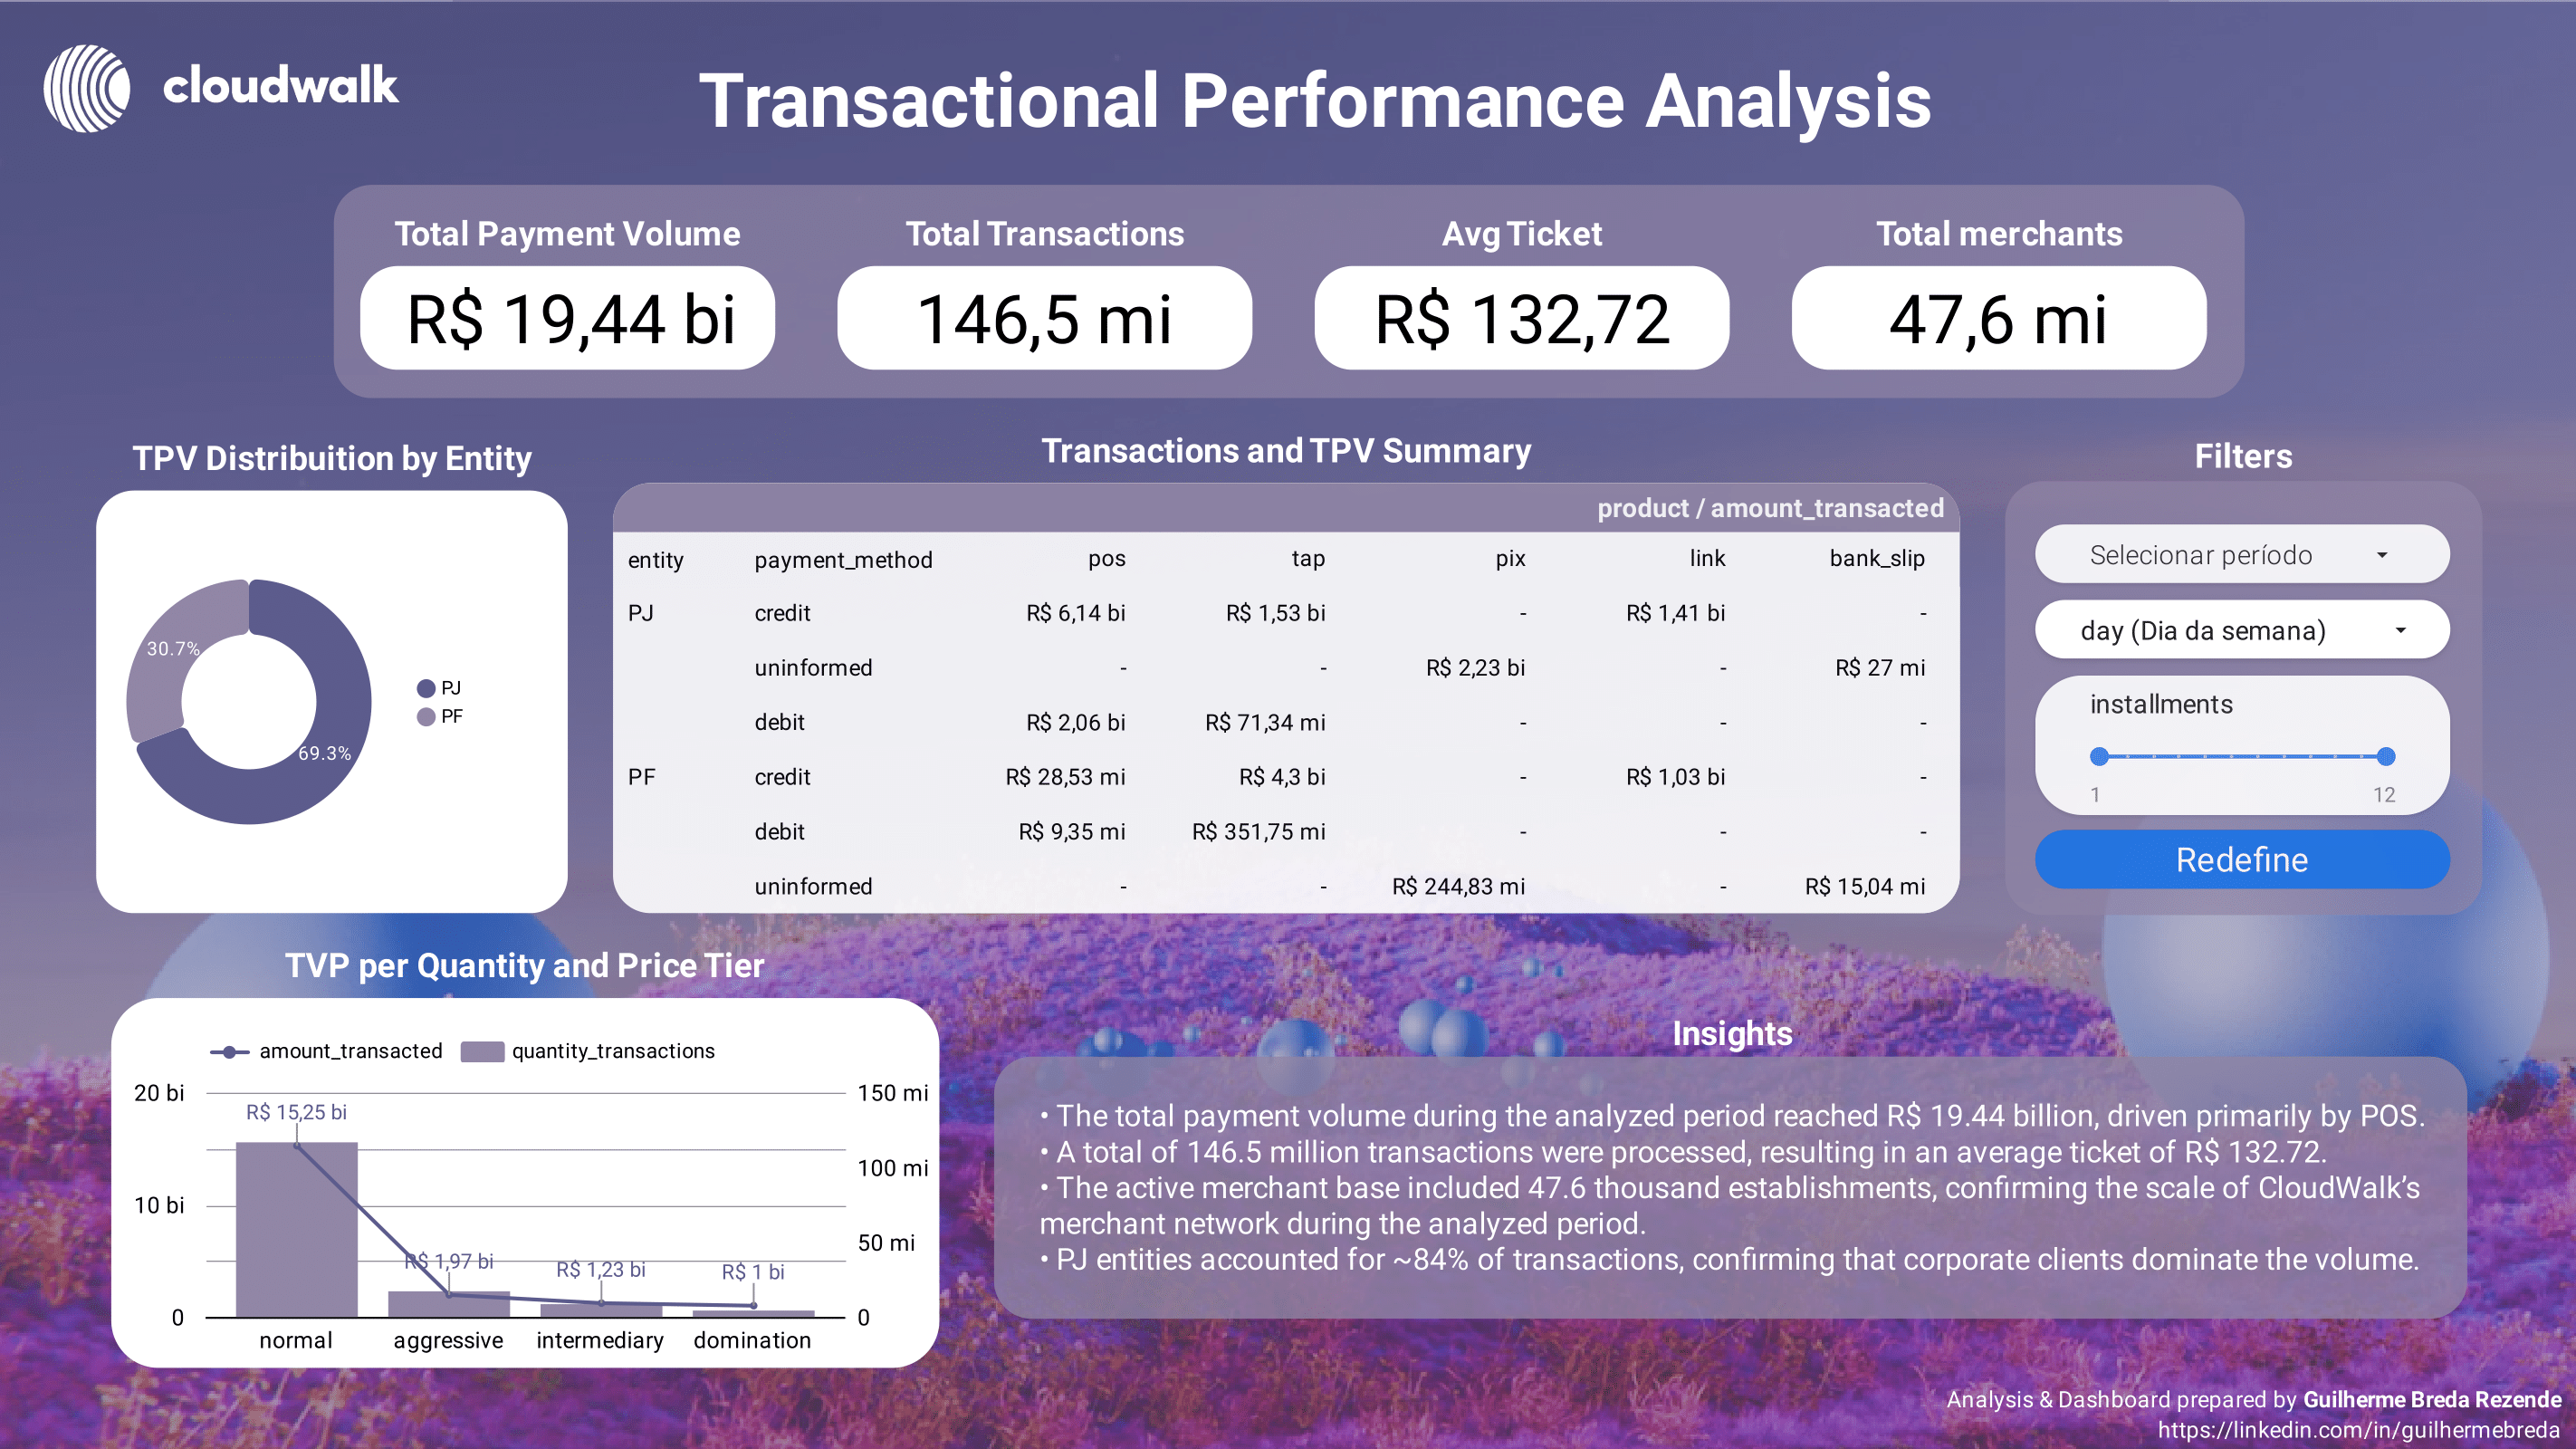 cloudwalk
Transactional Performance Analysis
Total Payment Volume
R$ 19,44 bi
Total Transactions
146,5 mi
Avg Ticket
R$ 132,72
Total merchants
47,6 mi
TPV Distribuition by Entity
30.7%
69.3%
PJ
PF
Transactions and TPV Summary
product / amount_transacted
entity payment_method pos tap pix link bank_slip
PJ credit R$ 6,14 bi R$ 1,53 bi - R$ 1,41 bi -
uninformed - - R$ 2,23 bi - R$ 27 mi
debit R$ 2,06 bi R$ 71,34 mi - - -
PF credit R$ 28,53 mi R$ 4,3 bi - R$ 1,03 bi -
debit R$ 9,35 mi R$ 351,75 mi - - -
uninformed - - R$ 244,83 mi - R$ 15,04 mi
Filters
Selecionar período
day (Dia da semana)
installments
1 12
Redefine
TVP per Quantity and Price Tier
amount_transacted quantity_transactions
20 bi
10 bi
0
R$ 15,25 bi
R$ 1,97 bi
R$ 1,23 bi
R$ 1 bi
150 mi
100 mi
50 mi
0
normal aggressive intermediary domination
Insights
• The total payment volume during the analyzed period reached R$ 19.44 billion, driven primarily by POS.
• A total of 146.5 million transactions were processed, resulting in an average ticket of R$ 132.72.
• The active merchant base included 47.6 thousand establishments, confirming the scale of CloudWalk’s
merchant network during the analyzed period.
• PJ entities accounted for ~84% of transactions, confirming that corporate clients dominate the volume.
Analysis & Dashboard prepared by Guilherme Breda Rezende
https://linkedin.com/in/guilhermebreda